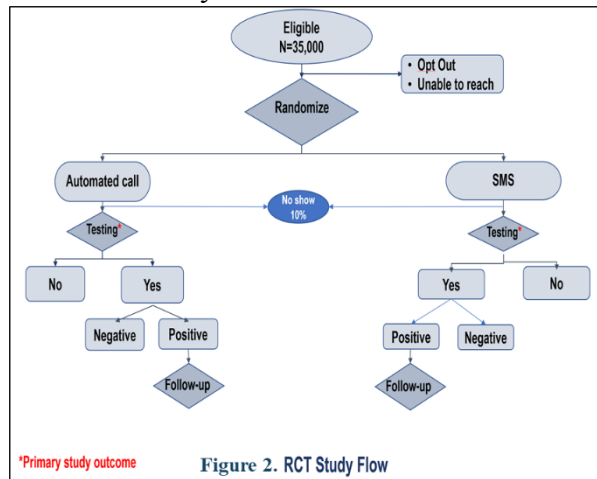 Eligible
N=35,000
• Opt Out
• Unable to reach
Randomize
Automated call
SMS
No show
10%
Testing*
Testing*
No
Yes
Yes
No
Negative
Positive
Positive
Negative
Follow-up
Follow-up
*Primary study outcome
Figure 2. RCT Study Flow